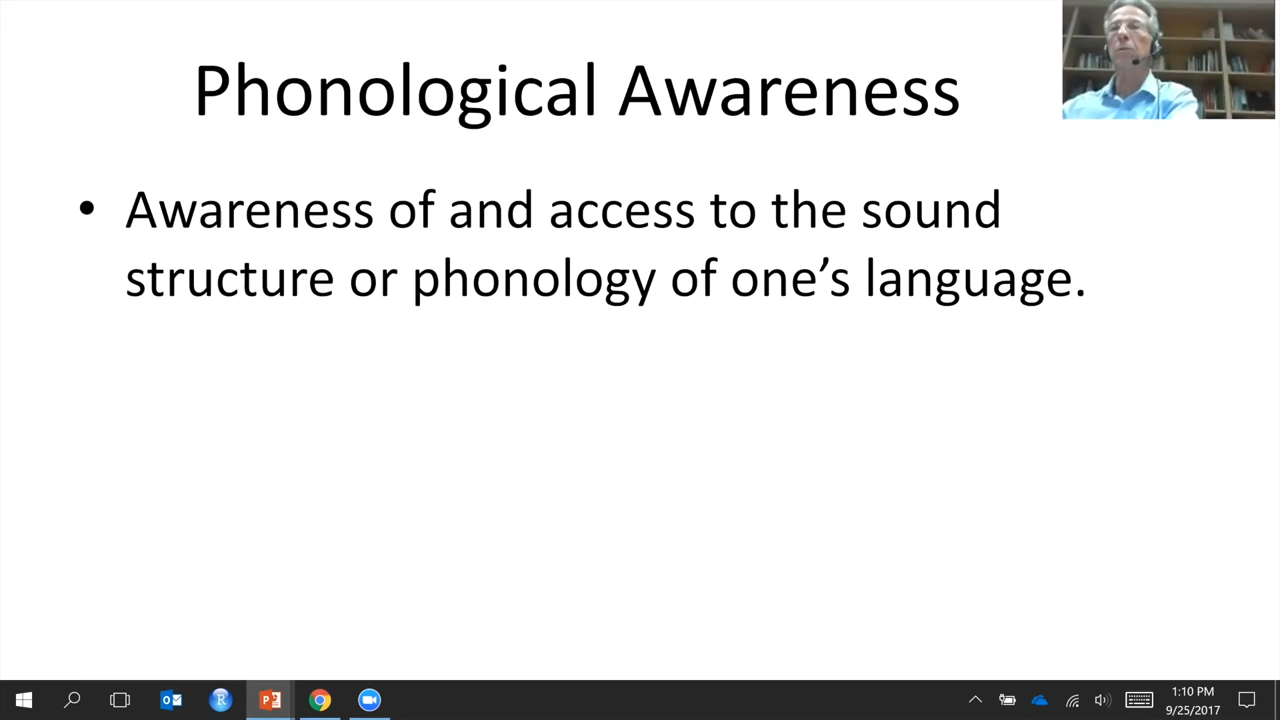 Phonological Awareness
• Awareness of and access to the sound
structure or phonology of one’s language.
1:10 PM
9/25/2017